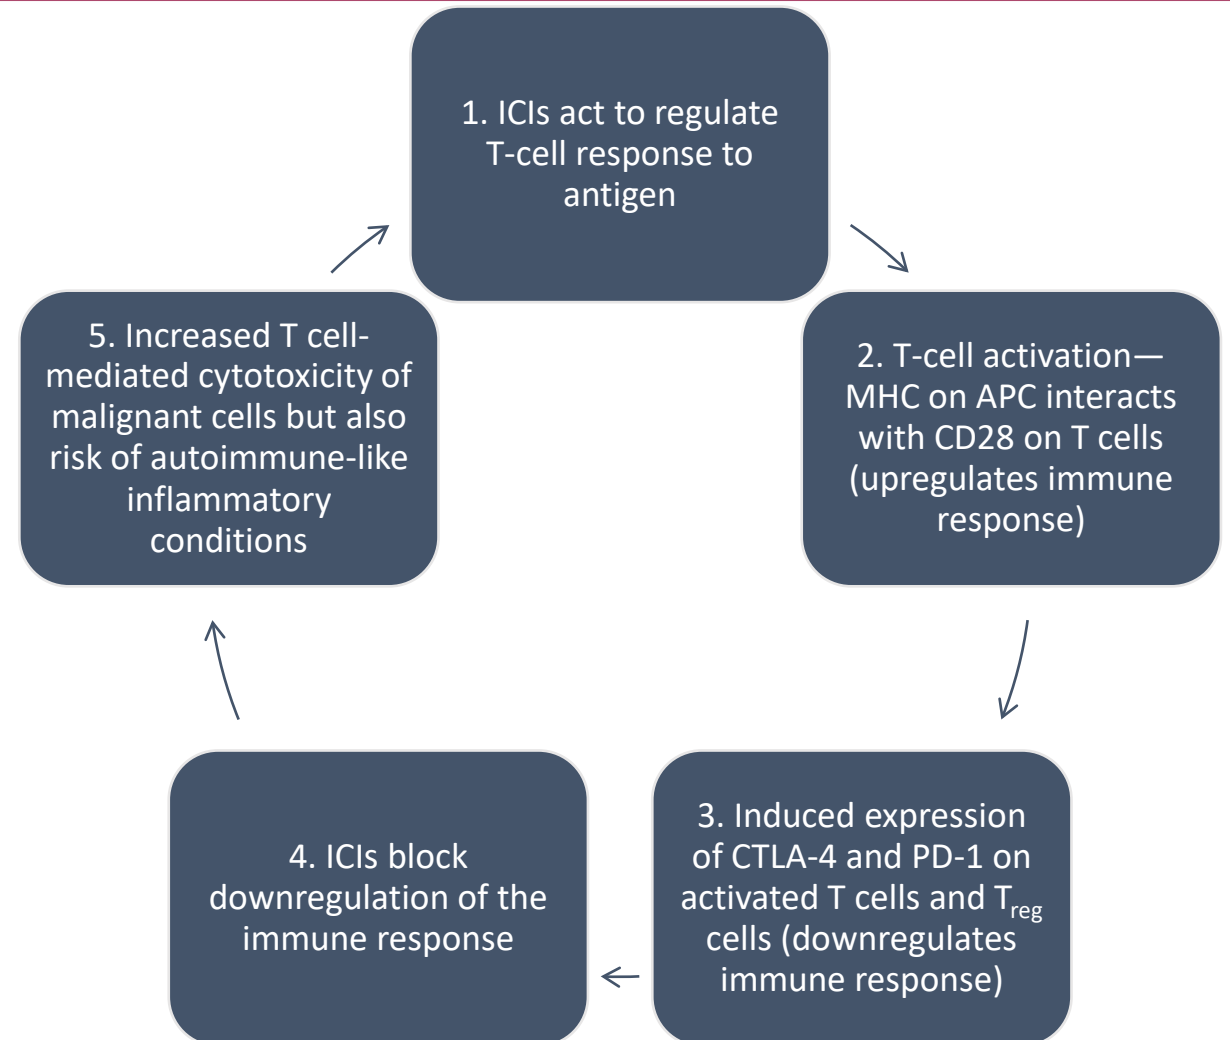 1. ICIs act to regulate
T-cell response to
antigen
2. T-cell activation—
MHC on APC interacts
with CD28 on T cells
(upregulates immune
response)
3. Induced expression
of CTLA-4 and PD-1 on
activated T cells and Treg
cells (downregulates
immune response)
4. ICIs block
downregulation of the
immune response
5. Increased T cell-
mediated cytotoxicity of
malignant cells but also
risk of autoimmune-like
inflammatory
conditions